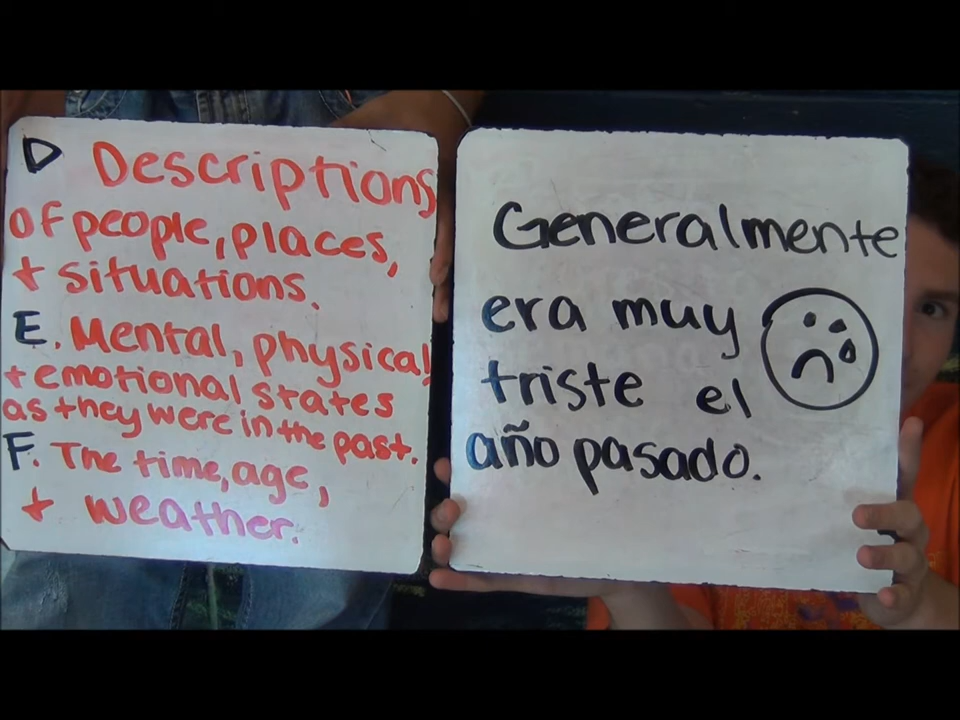 D Descriptions
of people, places,
+ situations.
E. Mental, physical
+ emotional states
as they were in the past.
F. The time, age,
+ weather.
Generalmente
era muy
triste el
año pasado.